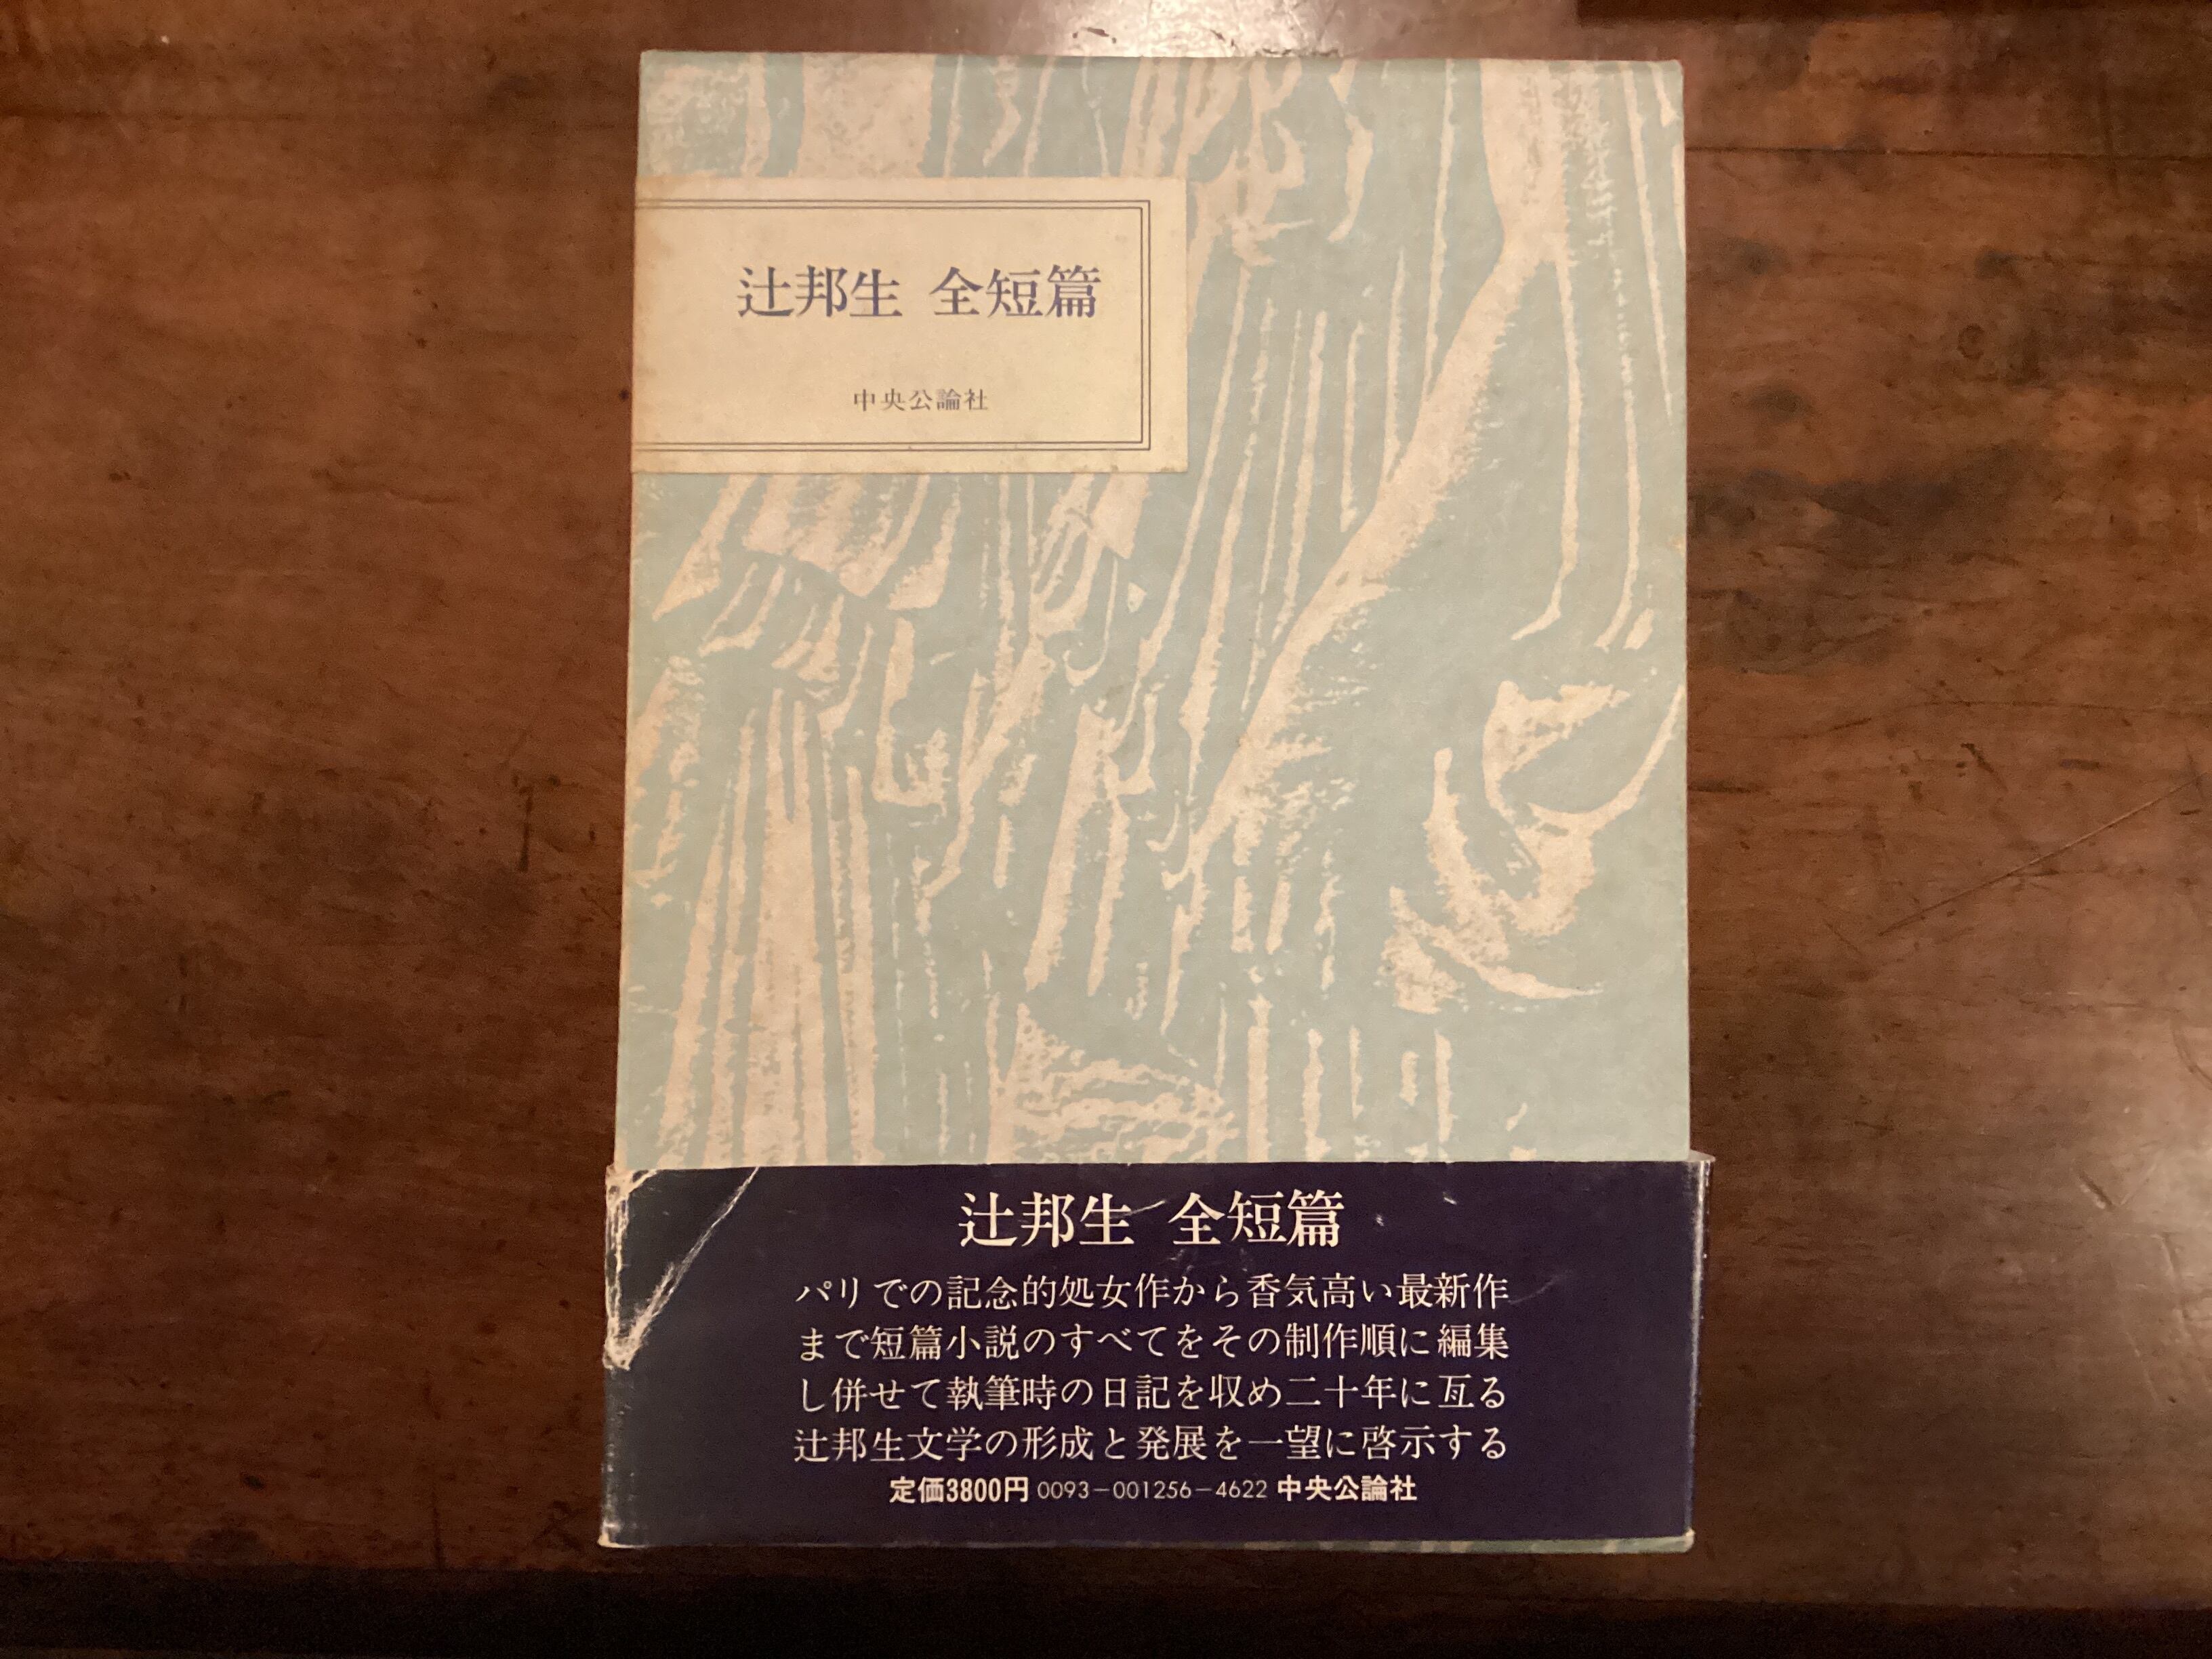 辻邦生 全短篇
中央公論社
辻邦生 全短篇
パリでの記念的処女作から香気高い最新作
まで短篇小説のすべてをその制作順に編集
し併せて執筆時の日記を収め二十年に亙る
辻邦生文学の形成と発展を一望に啓示する
定価3800円 0093-001256-4622 中央公論社